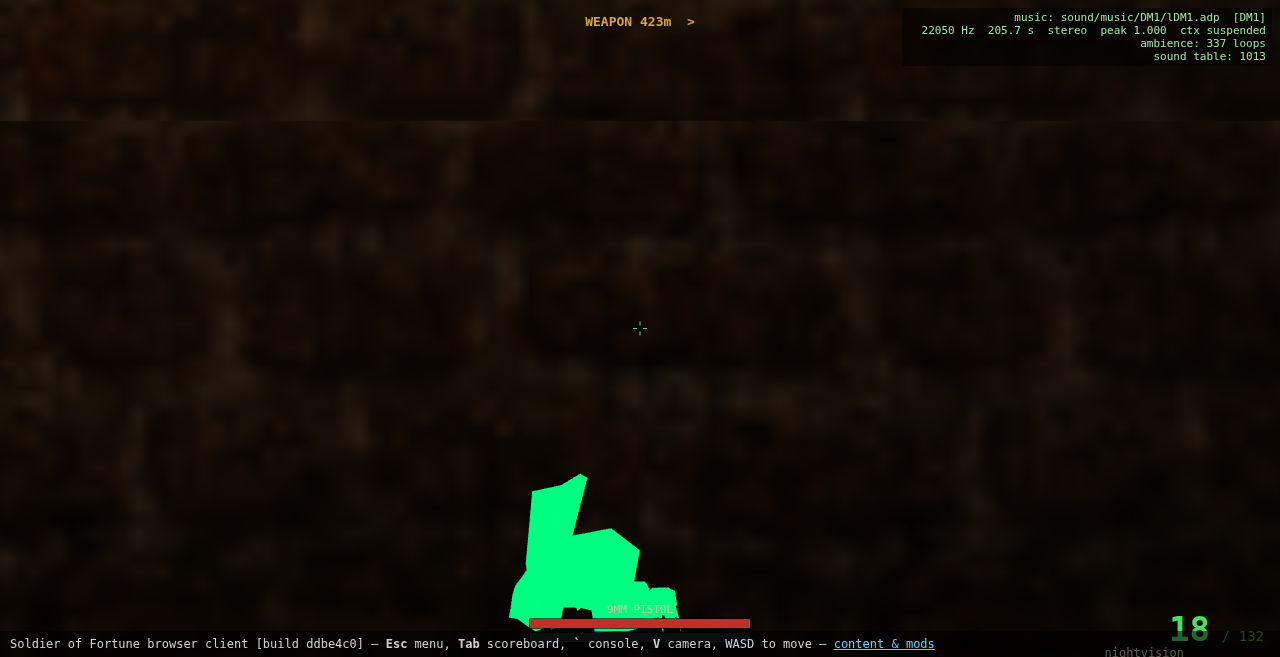 WEAPON 423m >
music: sound/music/DM1/lDM1.adp [DM1]
22050 Hz 205.7 s stereo peak 1.000 ctx suspended
ambience: 337 loops
sound table: 1013
9MM PISTOL
18 / 132
Soldier of Fortune browser client [build ddbe4c0] — Esc menu, Tab scoreboard, ` console, V camera, WASD to move — content & mods
nightvision